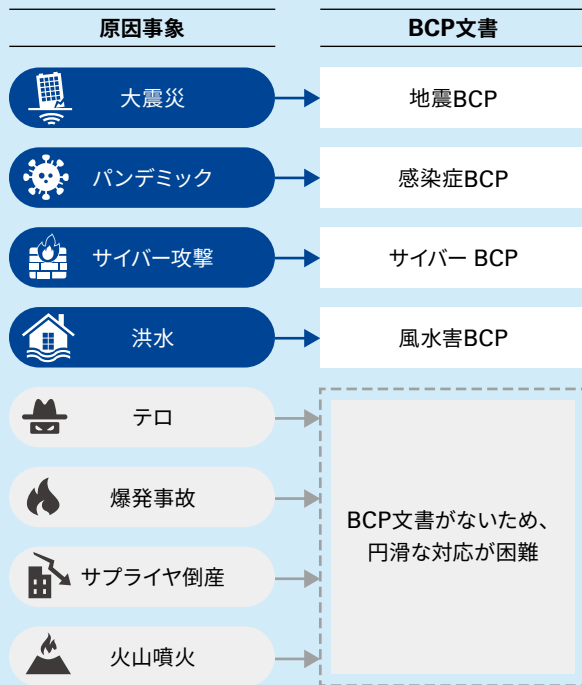 原因事象
BCP文書
大震災
地震BCP
パンデミック
感染症BCP
サイバー攻撃
サイバー BCP
洪水
風水害BCP
テロ
爆発事故
サプライヤ倒産
火山噴火
BCP文書がないため、
円滑な対応が困難